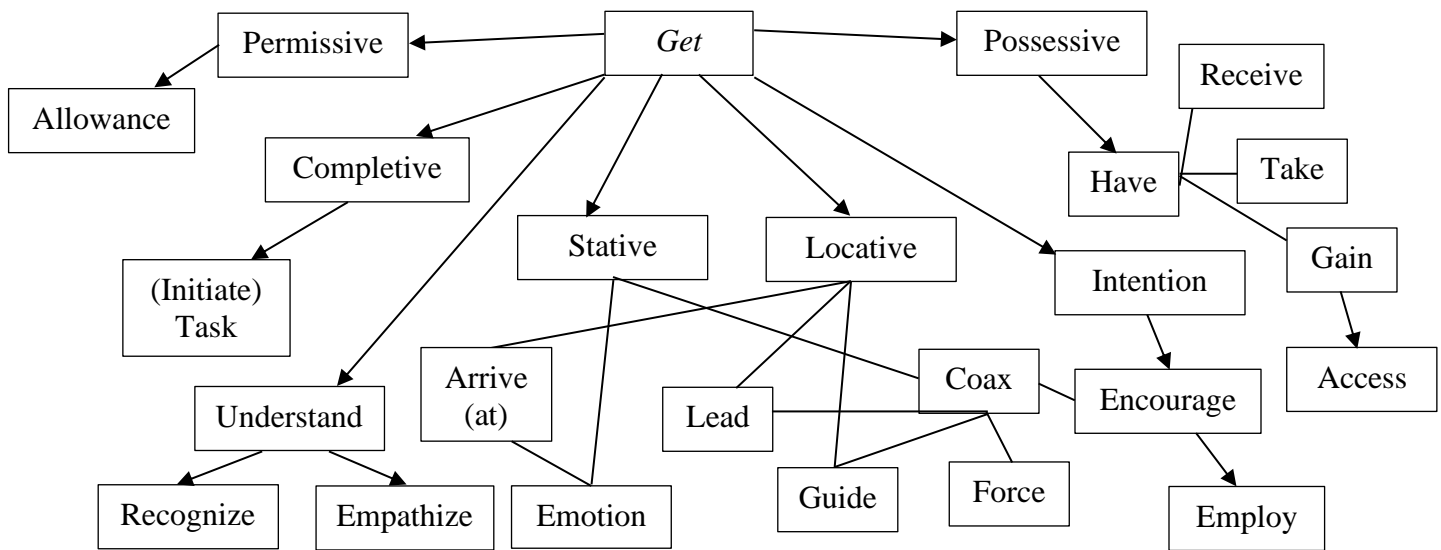 Permissive
Get
Possessive
Receive
Allowance
Completive
Have
Take
Stative
Locative
Gain
Intention
(Initiate)
Task
Arrive
(at)
Coax
Access
Understand
Lead
Encourage
Recognize
Empathize
Emotion
Guide
Force
Employ